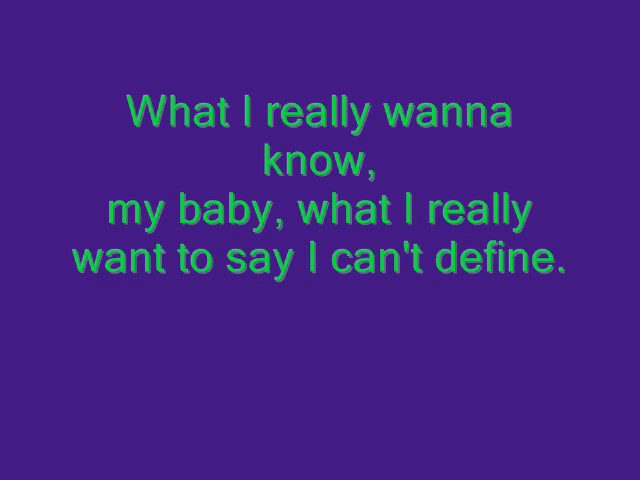 What I really wanna
know,
my baby, what I really
want to say I can't define.